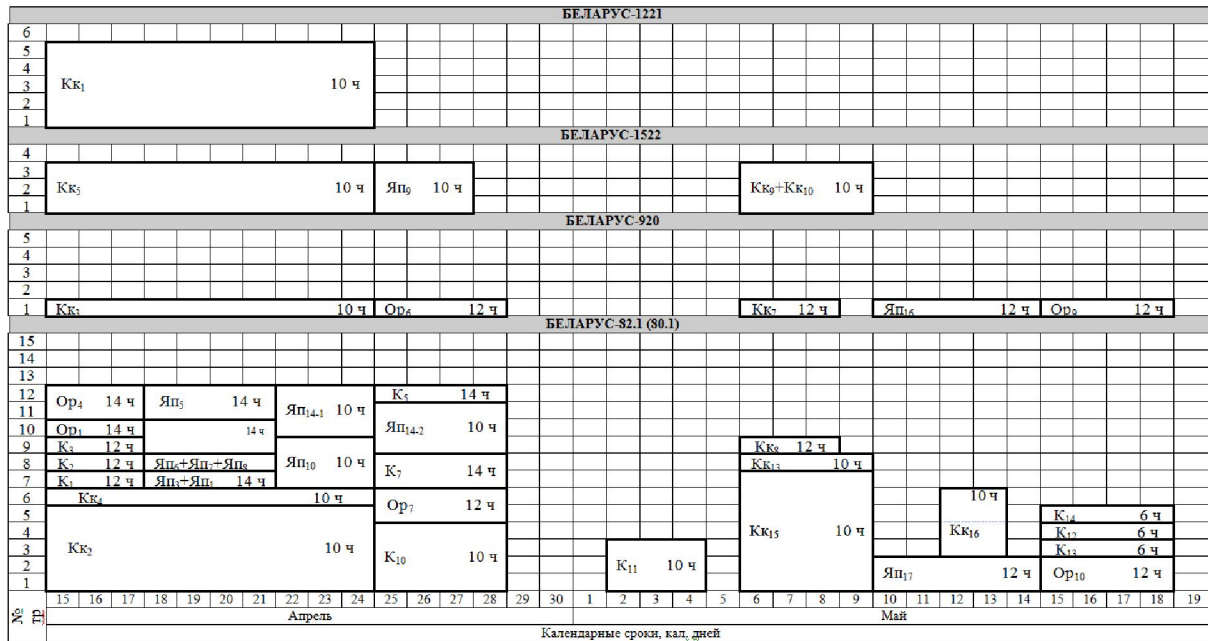 БЕЛАРУС-1221
6
5
4
Кк₁ 10 ч
3
2
1
БЕЛАРУС-1522
4
3
Кк₅ 10 ч Яп₉ 10 ч Кк₉+Кк₁₀ 10 ч
2
1
БЕЛАРУС-920
5
4
3
2
1 Кк₃ 10 ч Ор₆ 12 ч Кк₇ 12 ч Яп₁₆ 12 ч Ор₉ 12 ч
БЕЛАРУС-82.1 (80.1)
15
14
13
12 Ор₄ 14 ч Яп₅ 14 ч К₅ 14 ч
11 Яп₁₄₋₁ 10 ч
10 Ор₁ 14 ч 14 ч Яп₁₄₋₂ 10 ч
9 К₃ 12 ч Кк₈ 12 ч
8 К₂ 12 ч Яп₆+Яп₇+Яп₈ Яп₁₀ 10 ч К₇ 14 ч Кк₁₃ 10 ч
7 К₁ 12 ч Яп₃+Яп₁ 14 ч
6 Кк₄ 10 ч Ор₇ 12 ч 10 ч
5 К₁₄ 6 ч
4 Кк₁₅ 10 ч Кк₁₆ К₁₂ 6 ч
3 Кк₂ 10 ч К₁₀ 10 ч К₁₁ 10 ч К₁₃ 6 ч
2 Яп₁₇ 12 ч Ор₁₀ 12 ч
1
№ тр 15 16 17 18 19 20 21 22 23 24 25 26 27 28 29 30 1 2 3 4 5 6 7 8 9 10 11 12 13 14 15 16 17 18 19
Апрель Май
Календарные сроки, кал. дней